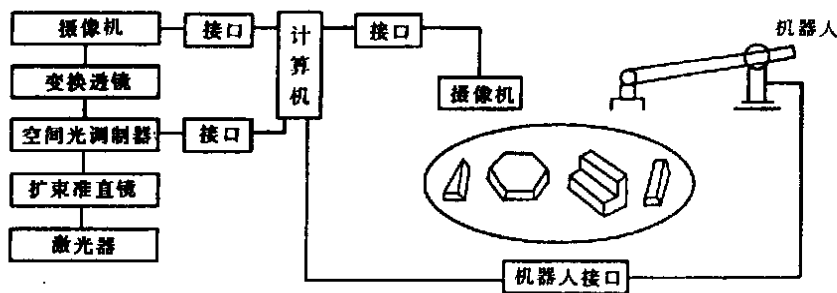 摄像机
接口
计算机
接口
机器人
变换透镜
摄像机
空间光调制器
接口
扩束准直镜
激光器
机器人接口